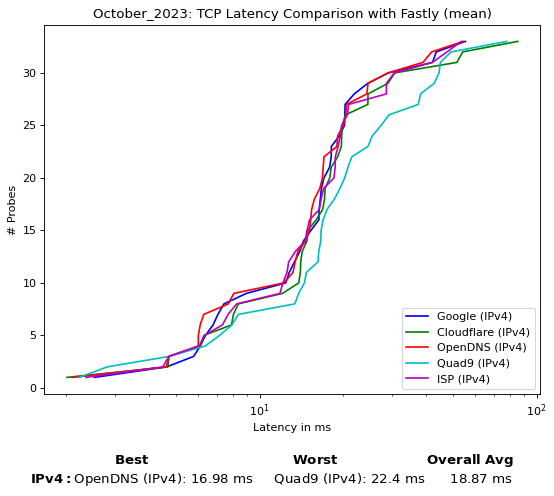 October_2023: TCP Latency Comparison with Fastly (mean)
# Probes
30
25
20
15
10
5
0
10^1
10^2
Latency in ms
Google (IPv4)
Cloudflare (IPv4)
OpenDNS (IPv4)
Quad9 (IPv4)
ISP (IPv4)
Best Worst Overall Avg
IPv4: OpenDNS (IPv4): 16.98 ms Quad9 (IPv4): 22.4 ms 18.87 ms